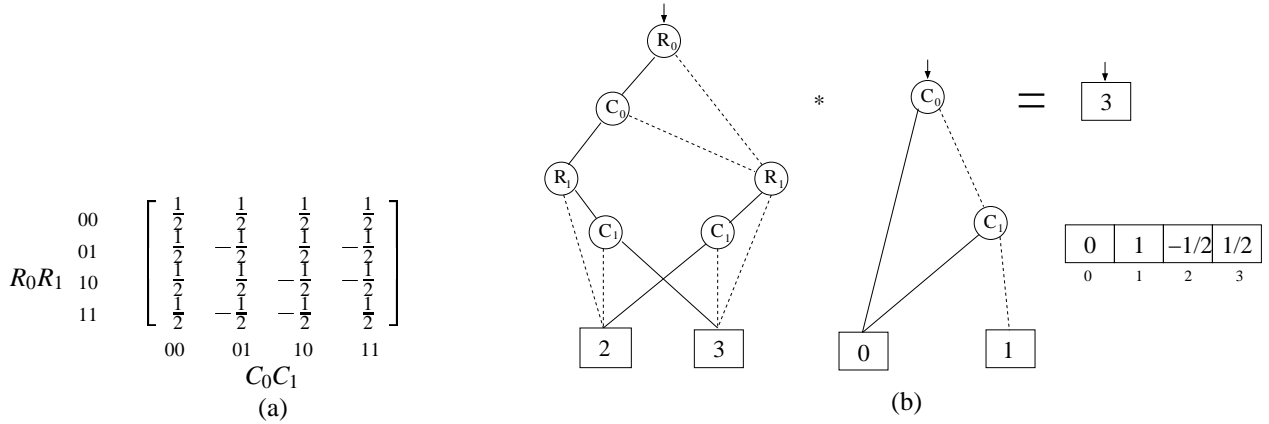 R₀
C₀
R₁ R₁
C₁ C₁
2 3
*
C₀
C₁
0 1
=
3
0 1 −1/2 1/2
0 1 2 3
(b)
00 1/2 1/2 1/2 1/2
01 1/2 −1/2 1/2 −1/2
R₀R₁ 10 1/2 1/2 −1/2 −1/2
11 1/2 −1/2 −1/2 1/2
00 01 10 11
C₀C₁
(a)